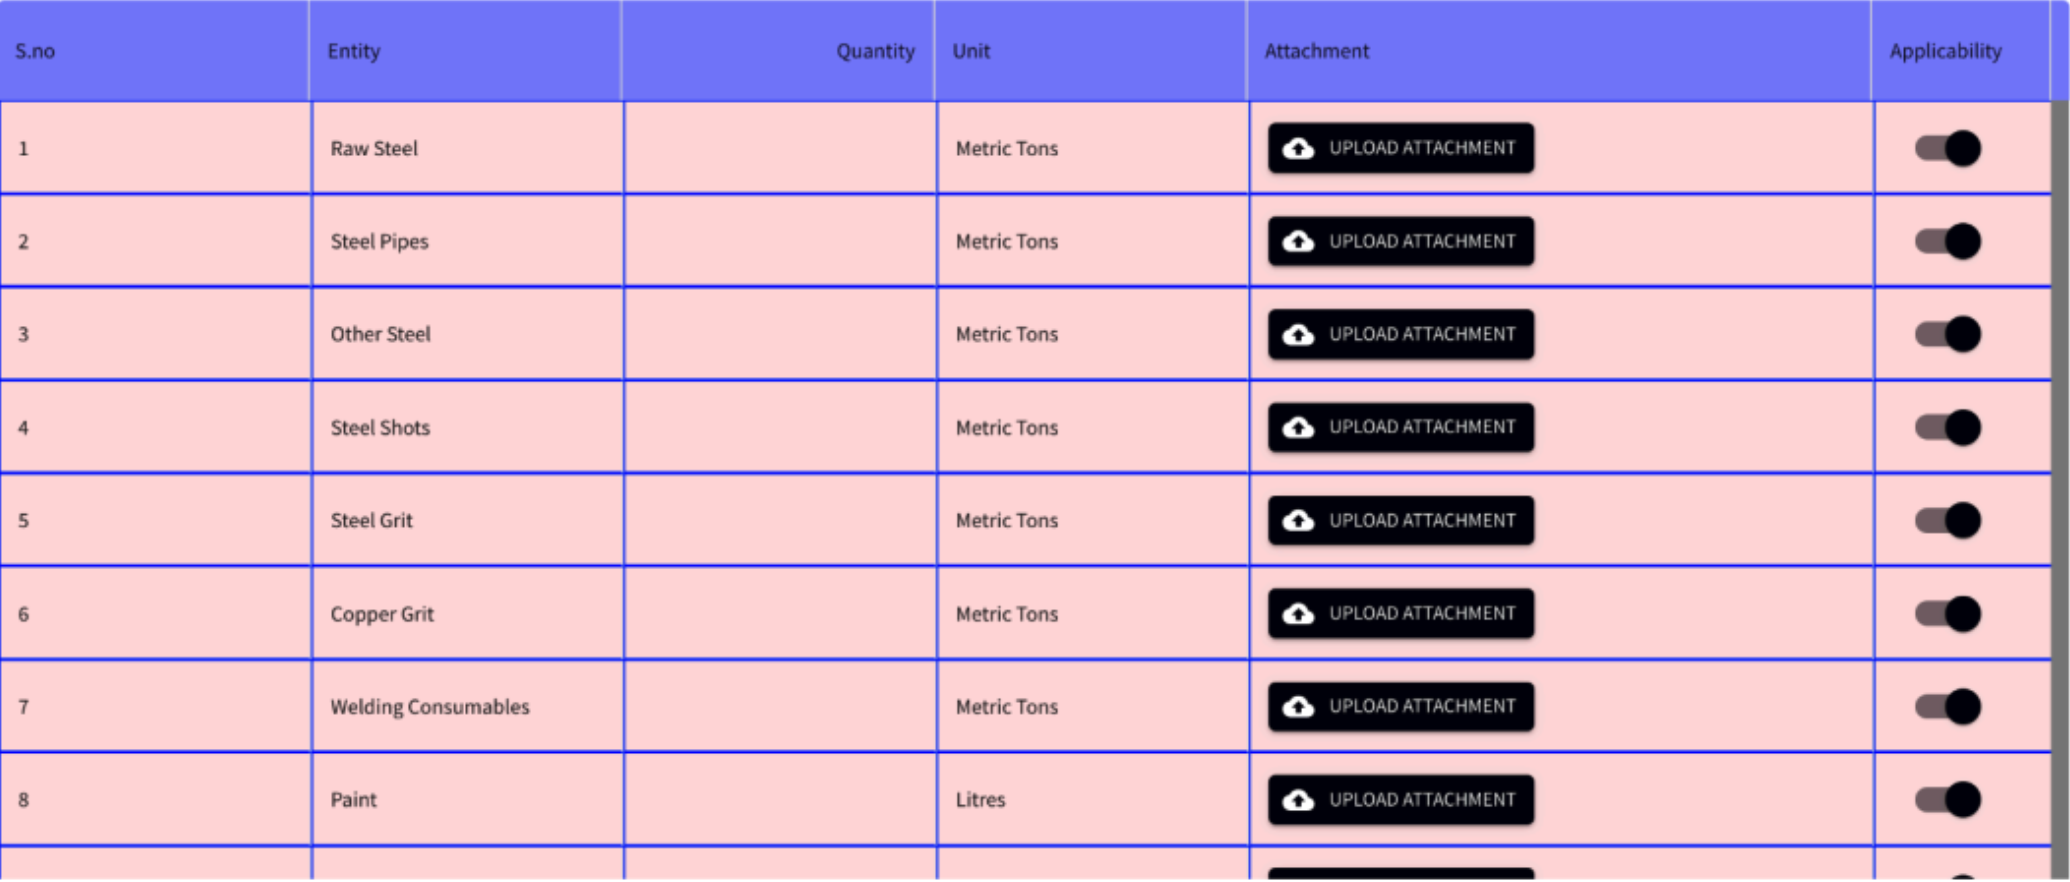 S.no Entity Quantity Unit Attachment Applicability
1 Raw Steel Metric Tons UPLOAD ATTACHMENT
2 Steel Pipes Metric Tons UPLOAD ATTACHMENT
3 Other Steel Metric Tons UPLOAD ATTACHMENT
4 Steel Shots Metric Tons UPLOAD ATTACHMENT
5 Steel Grit Metric Tons UPLOAD ATTACHMENT
6 Copper Grit Metric Tons UPLOAD ATTACHMENT
7 Welding Consumables Metric Tons UPLOAD ATTACHMENT
8 Paint Litres UPLOAD ATTACHMENT